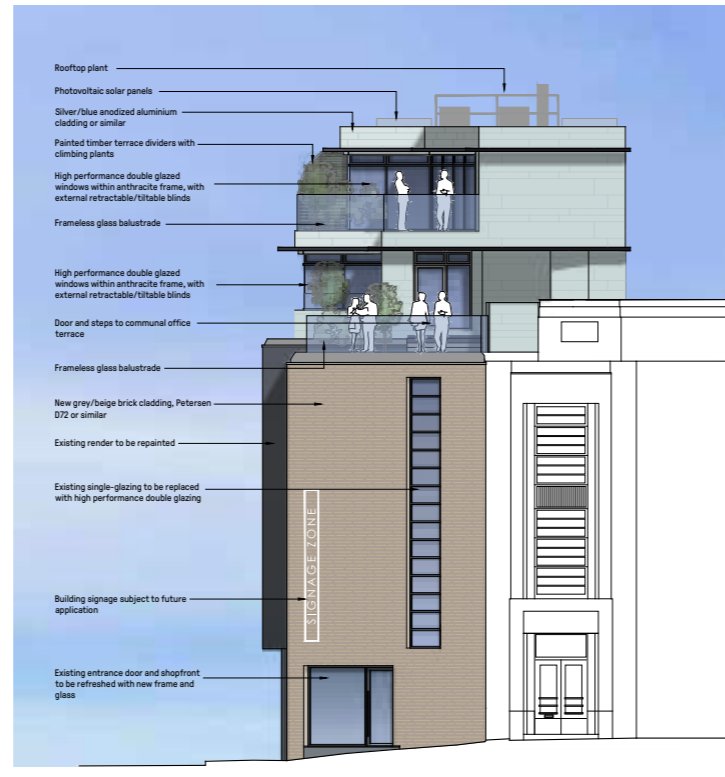 Rooftop plant
Photovoltaic solar panels
Silver/blue anodized aluminium
cladding or similar
Painted timber terrace dividers with
climbing plants
High performance double glazed
windows within anthracite frame, with
external retractable/tiltable blinds
Frameless glass balustrade
High performance double glazed
windows within anthracite frame, with
external retractable/tiltable blinds
Door and steps to communal office
terrace
Frameless glass balustrade
New grey/beige brick cladding, Petersen
D72 or similar
Existing render to be repainted
Existing single-glazing to be replaced
with high performance double glazing
SIGNAGE ZONE
Building signage subject to future
application
Existing entrance door and shopfront
to be refreshed with new frame and
glass